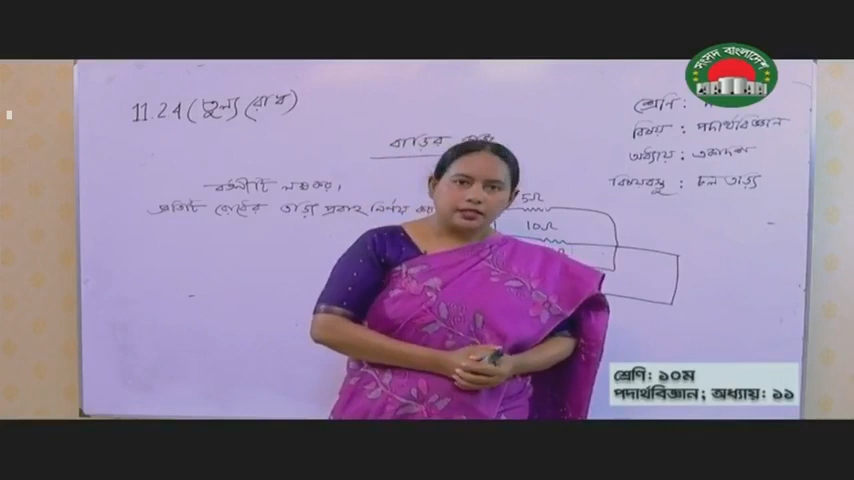 সংসদ বাংলাদেশ
11.24 (তুল্য রোধ)
শ্রেণি :
বিষয় : পদার্থবিজ্ঞান
অধ্যায় : একাদশ
বিষয়বস্তু : চল তড়িৎ
বাড়ির
বর্তনীটি লক্ষ্য কর।
প্রতিটি রোধের তড়িৎ প্রবাহ নির্ণয়
5Ω
10Ω
শ্রেণি: ১০ম
পদার্থবিজ্ঞান; অধ্যায়: ১১